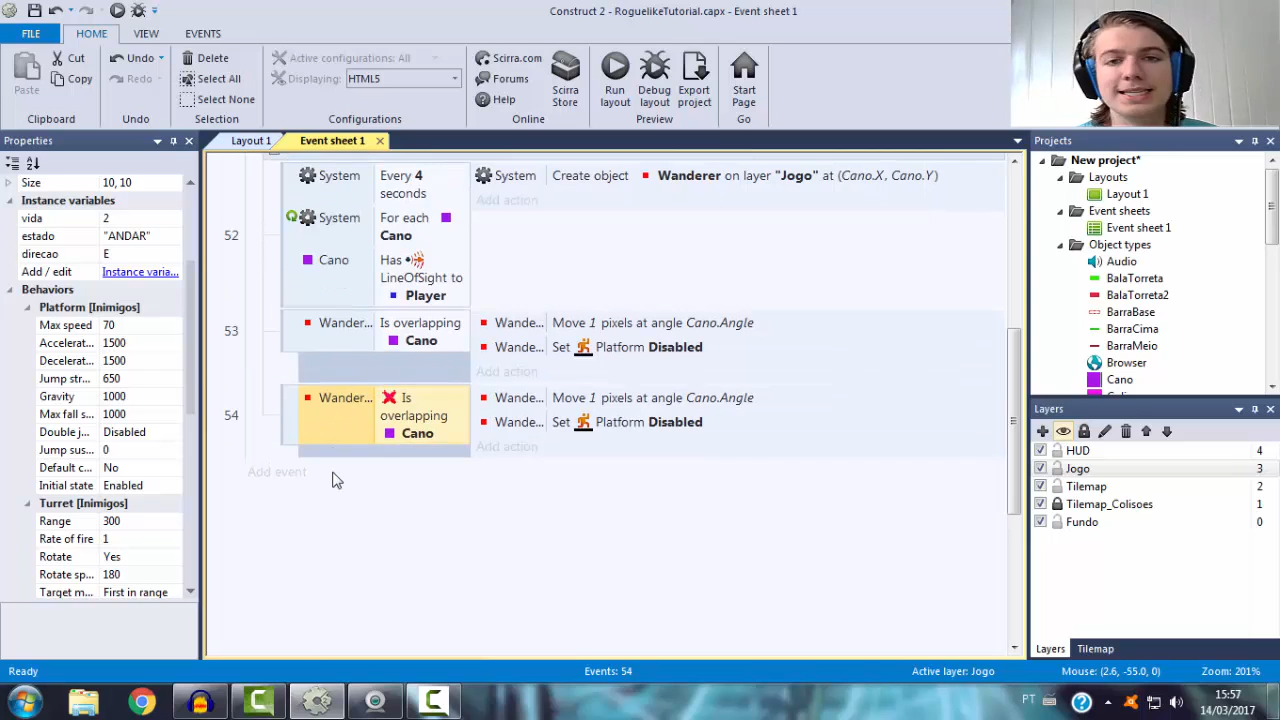 Construct 2 - RoguelikeTutorial.capx - Event sheet 1
FILE
HOME
VIEW
EVENTS
Paste
Cut
Copy
Clipboard
Undo
Redo
Undo
Delete
Select All
Select None
Selection
Active configurations: All
Displaying:
HTML5
Configurations
Scirra.com
Forums
Help
Scirra Store
Online
Run layout
Debug layout
Export project
Preview
Start Page
Go
Properties
Size 10, 10
Instance variables
vida 2
estado "ANDAR"
direcao E
Add / edit Instance varia...
Behaviors
Platform [Inimigos]
Max speed 70
Accelerat... 1500
Decelerat... 1500
Jump str... 650
Gravity 1000
Max fall s... 1000
Double j... Disabled
Jump sus... 0
Default c... No
Initial state Enabled
Turret [Inimigos]
Range 300
Rate of fire 1
Rotate Yes
Rotate sp... 180
Target m... First in range
Layout 1
Event sheet 1
52
System Every 4 seconds
System Create object Wanderer on layer "Jogo" at (Cano.X, Cano.Y)
Add action
System For each Cano
Cano Has LineOfSight to Player
53
Wander... Is overlapping Cano
Wande... Move 1 pixels at angle Cano.Angle
Wande... Set Platform Disabled
Add action
54
Wander... Is overlapping Cano
Wande... Move 1 pixels at angle Cano.Angle
Wande... Set Platform Disabled
Add action
Add event
Projects
New project*
Layouts
Layout 1
Event sheets
Event sheet 1
Object types
Audio
BalaTorreta
BalaTorreta2
BarraBase
BarraCima
BarraMeio
Browser
Cano
Layers
HUD 4
Jogo 3
Tilemap 2
Tilemap_Colisoes 1
Fundo 0
Layers
Tilemap
Ready
Events: 54
Active layer: Jogo
Mouse: (2.6, -55.0, 0)
Zoom: 201%
PT
15:57
14/03/2017